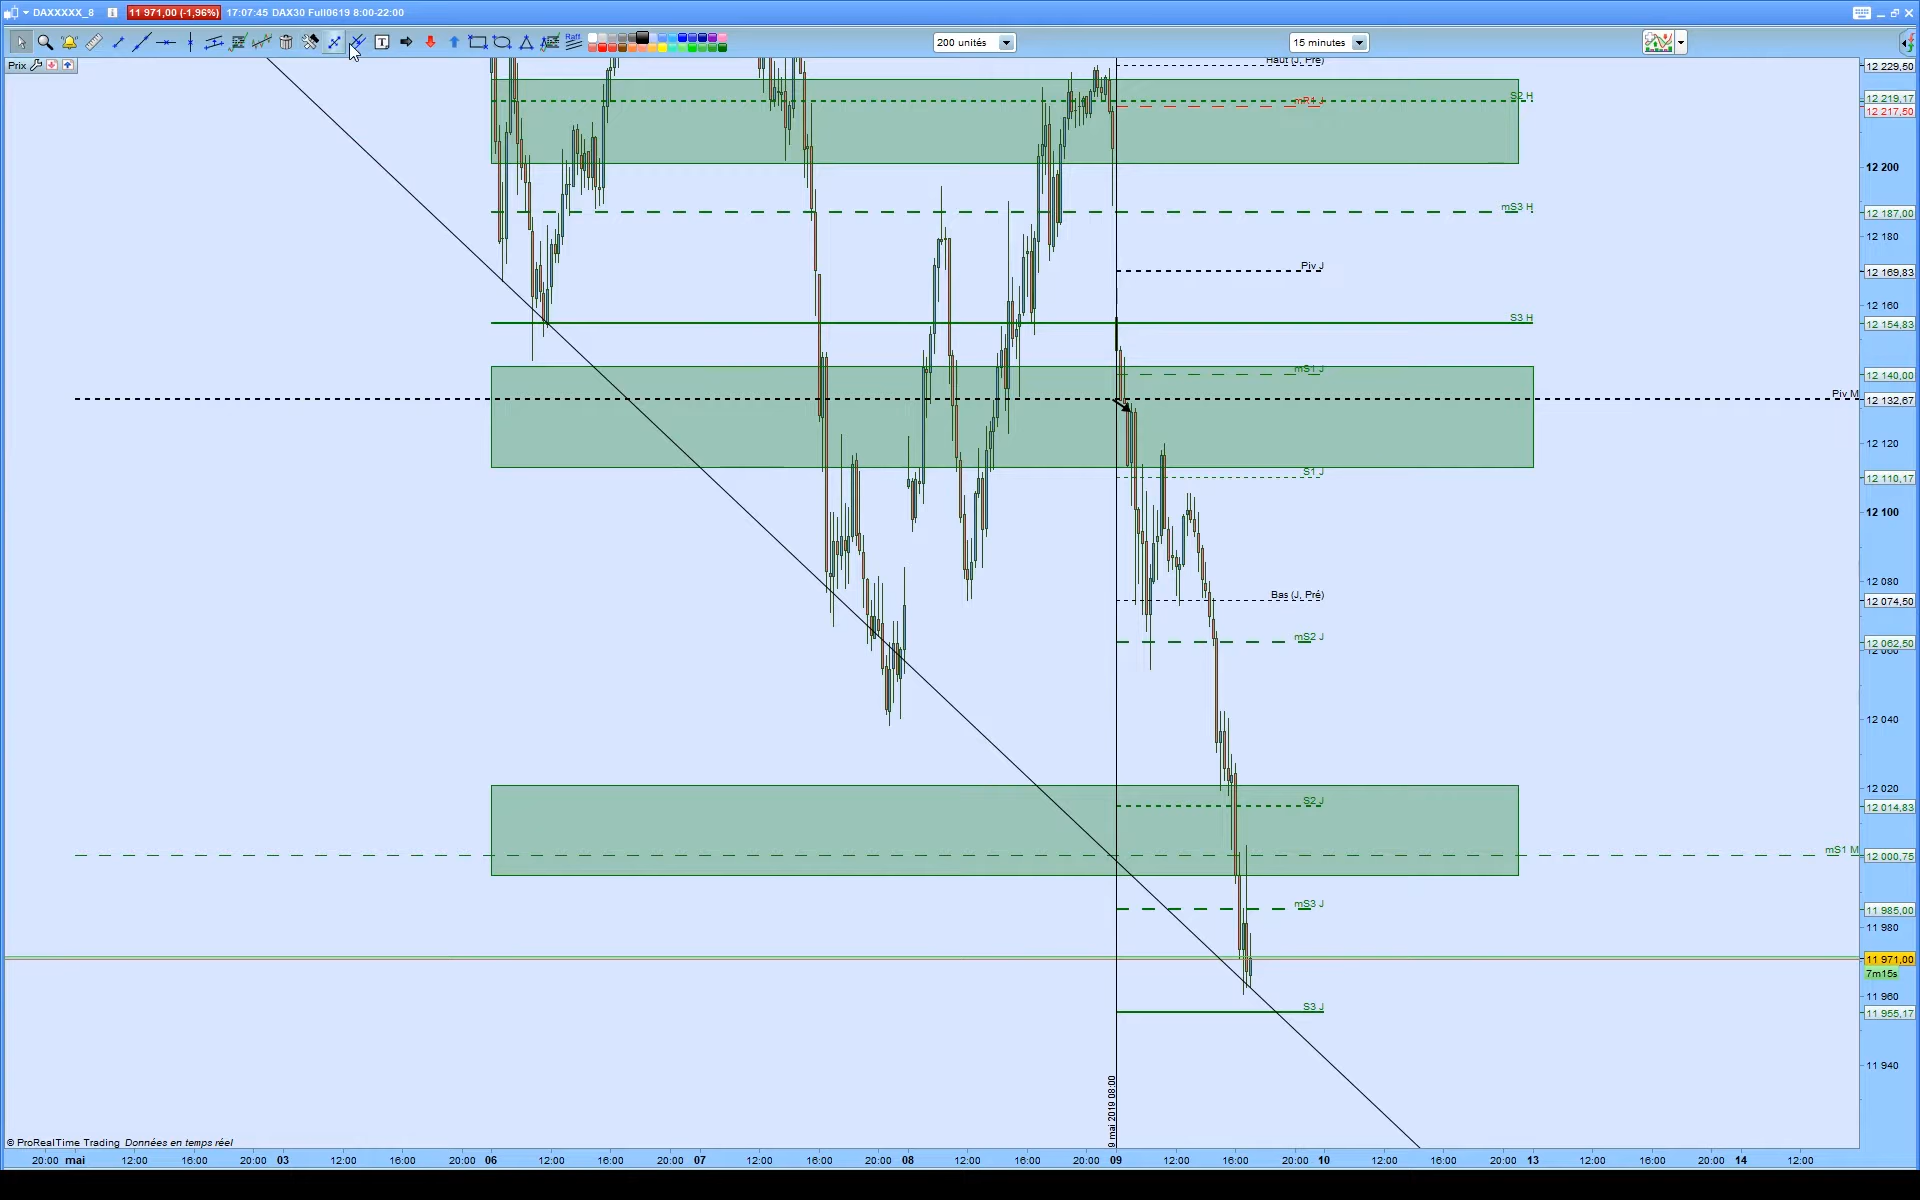 DAXXXXX_8 11 971,00 (-1,96%) 17:07:45 DAX30 Full0619 8:00-22:00
T Raff 200 unités 15 minutes
Prix
Haut (J, Pré) 12 229,50
S2 H 12 219,17
mR1 J 12 217,50
12 200
mS3 H 12 187,00
12 180
Piv J 12 169,83
12 160
S3 H 12 154,83
mS1 J 12 140,00
Piv M 12 132,67
12 120
S1 J 12 110,17
12 100
12 080
Bas (J, Pré) 12 074,50
mS2 J 12 062,50
12 060
12 040
12 020
S2 J 12 014,83
mS1 M 12 000,75
mS3 J 11 985,00
11 980
11 971,00
7m15s
11 960
S3 J 11 955,17
11 940
9 mai 2019 08:00
© ProRealTime Trading Données en temps réel
20:00 mai 12:00 16:00 20:00 03 12:00 16:00 20:00 06 12:00 16:00 20:00 07 12:00 16:00 20:00 08 12:00 16:00 20:00 09 12:00 16:00 20:00 10 12:00 16:00 20:00 13 12:00 16:00 20:00 14 12:00